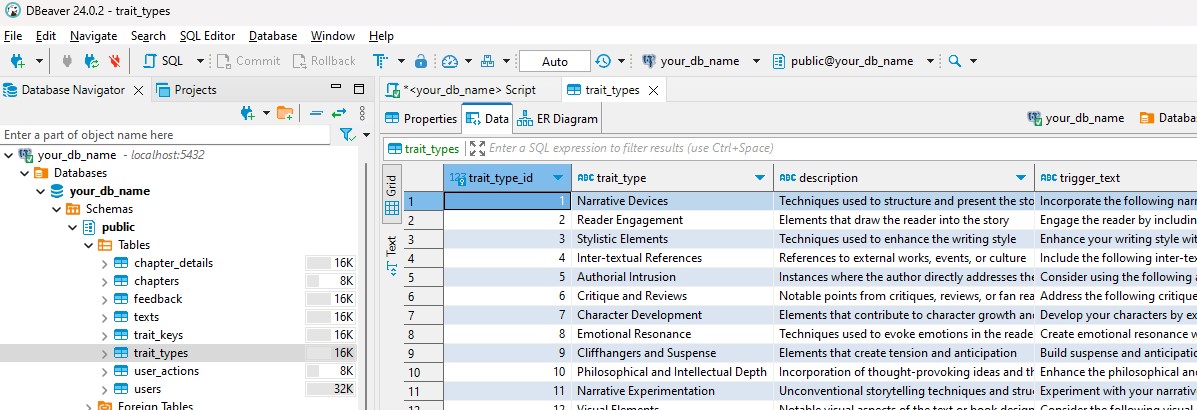 DBeaver 24.0.2 - trait_types
File Edit Navigate Search SQL Editor Database Window Help
SQL Commit Rollback Auto your_db_name public@your_db_name
Database Navigator Projects
*<your_db_name> Script trait_types
Properties Data ER Diagram your_db_name Databas
Enter a part of object name here
trait_types Enter a SQL expression to filter results (use Ctrl+Space)
your_db_name - localhost:5432
Databases
your_db_name
Schemas
public
Tables
chapter_details 16K
chapters 8K
feedback 16K
texts 16K
trait_keys 16K
trait_types 16K
user_actions 8K
users 32K
Foreign Tables
Grid
Text
123 trait_type_id ABC trait_type ABC description ABC trigger_text
1 1 Narrative Devices Techniques used to structure and present the sto Incorporate the following narr
2 2 Reader Engagement Elements that draw the reader into the story Engage the reader by includin
3 3 Stylistic Elements Techniques used to enhance the writing style Enhance your writing style wit
4 4 Inter-textual References References to external works, events, or culture Include the following inter-tex
5 5 Authorial Intrusion Instances where the author directly addresses the Consider using the following a
6 6 Critique and Reviews Notable points from critiques, reviews, or fan rea Address the following critique
7 7 Character Development Elements that contribute to character growth and Develop your characters by ex
8 8 Emotional Resonance Techniques used to evoke emotions in the reade Create emotional resonance w
9 9 Cliffhangers and Suspense Elements that create tension and anticipation Build suspense and anticipatio
10 10 Philosophical and Intellectual Depth Incorporation of thought-provoking ideas and th Enhance the philosophical and
11 11 Narrative Experimentation Unconventional storytelling techniques and stru Experiment with your narrativ
12 Visual Elements Notable visual aspects of the text or book design Consider the following visual